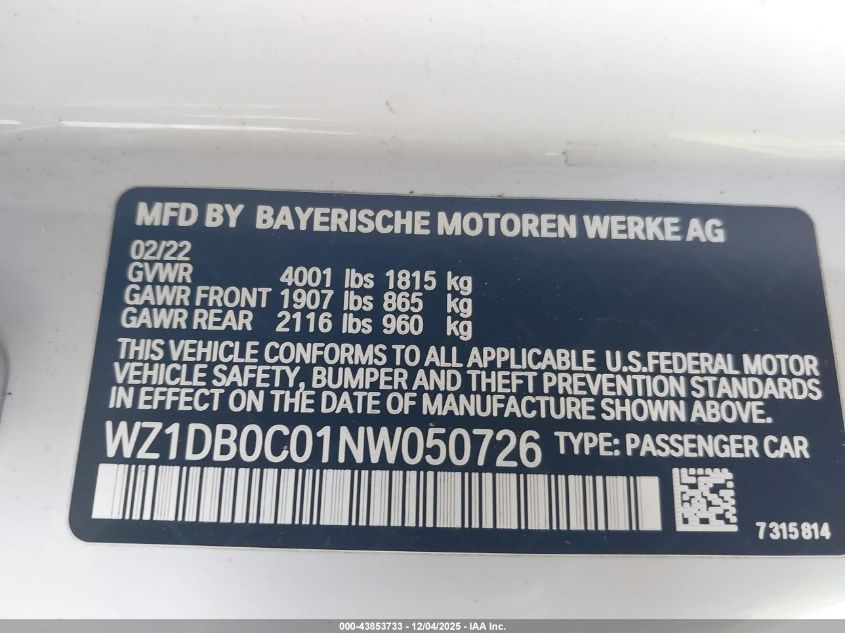 MFD BY BAYERISCHE MOTOREN WERKE AG
02/22
GVWR 4001 lbs 1815 kg
GAWR FRONT 1907 lbs 865 kg
GAWR REAR 2116 lbs 960 kg
THIS VEHICLE CONFORMS TO ALL APPLICABLE U.S.FEDERAL MOTOR
VEHICLE SAFETY, BUMPER AND THEFT PREVENTION STANDARDS
IN EFFECT ON THE DATE OF MANUFACTURE SHOWN ABOVE.
WZ1DB0C01NW050726 TYPE: PASSENGER CAR
7315814
000-43853733 - 12/04/2025 - IAA Inc.